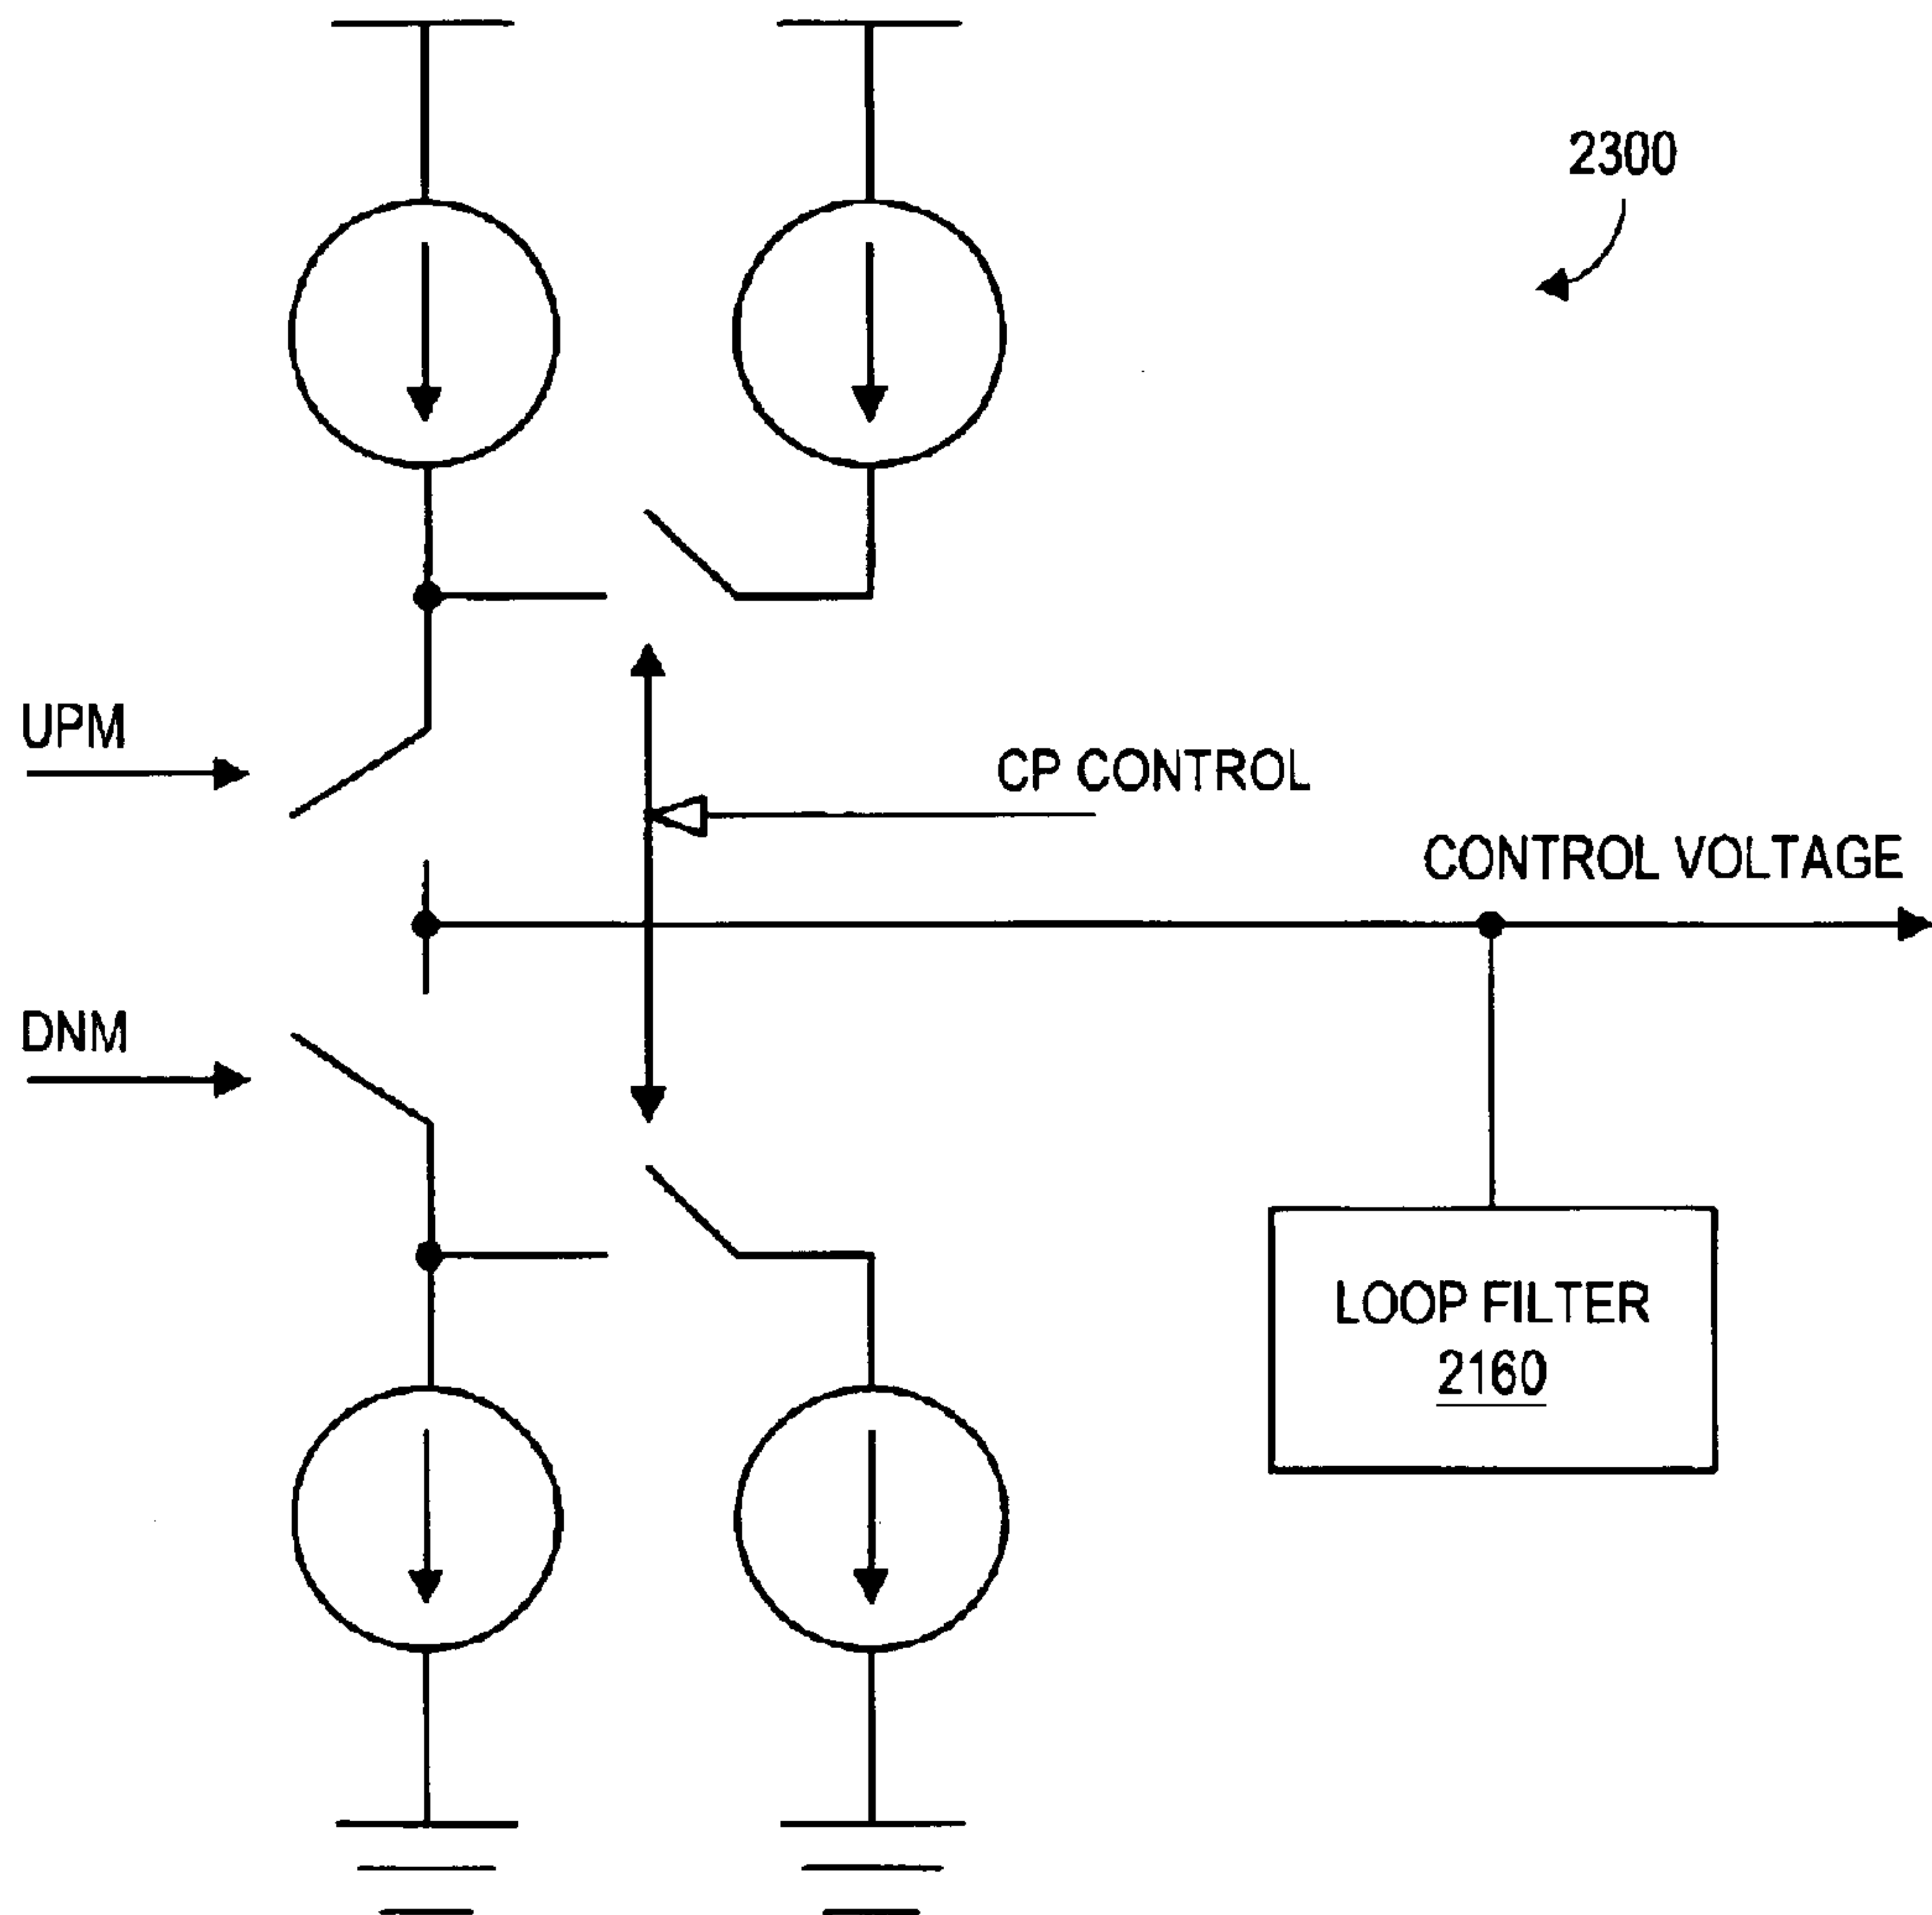 2300
UPM
CP CONTROL
CONTROL VOLTAGE
DNM
LOOP FILTER
2160